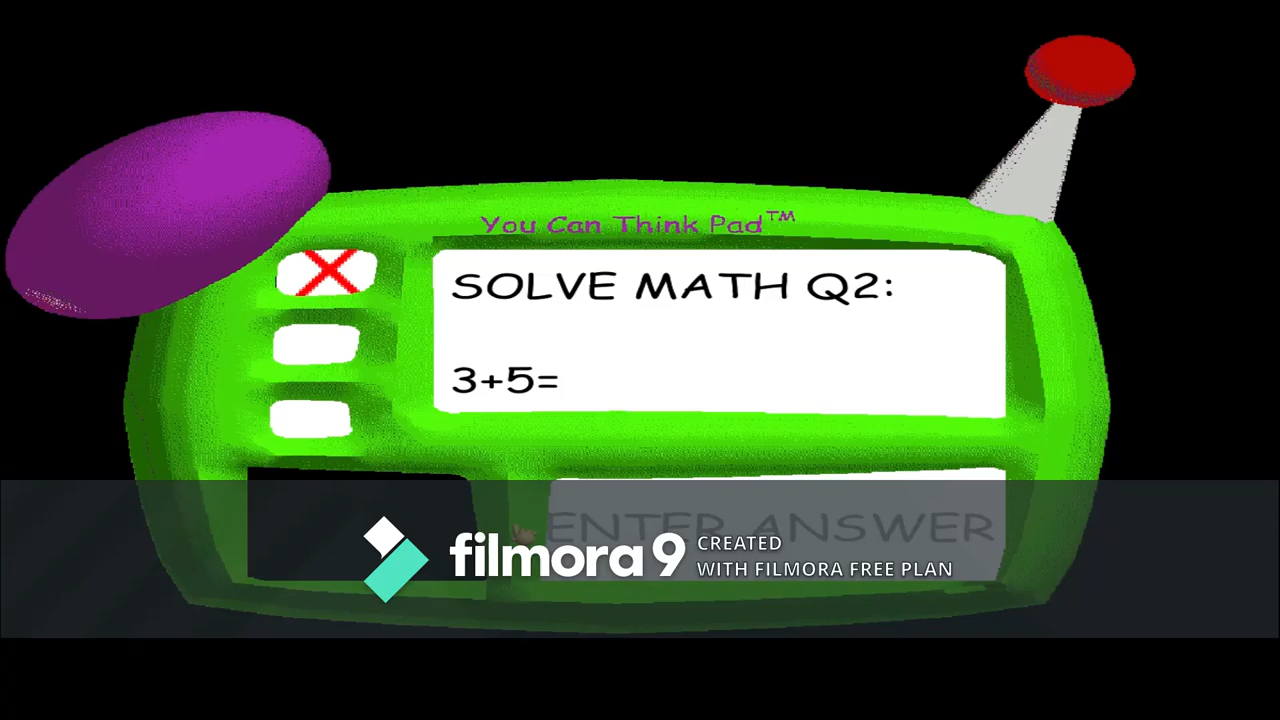 You Can Think Pad™
SOLVE MATH Q2:
3+5=
ENTER ANSWER
filmora 9
CREATED
WITH FILMORA FREE PLAN